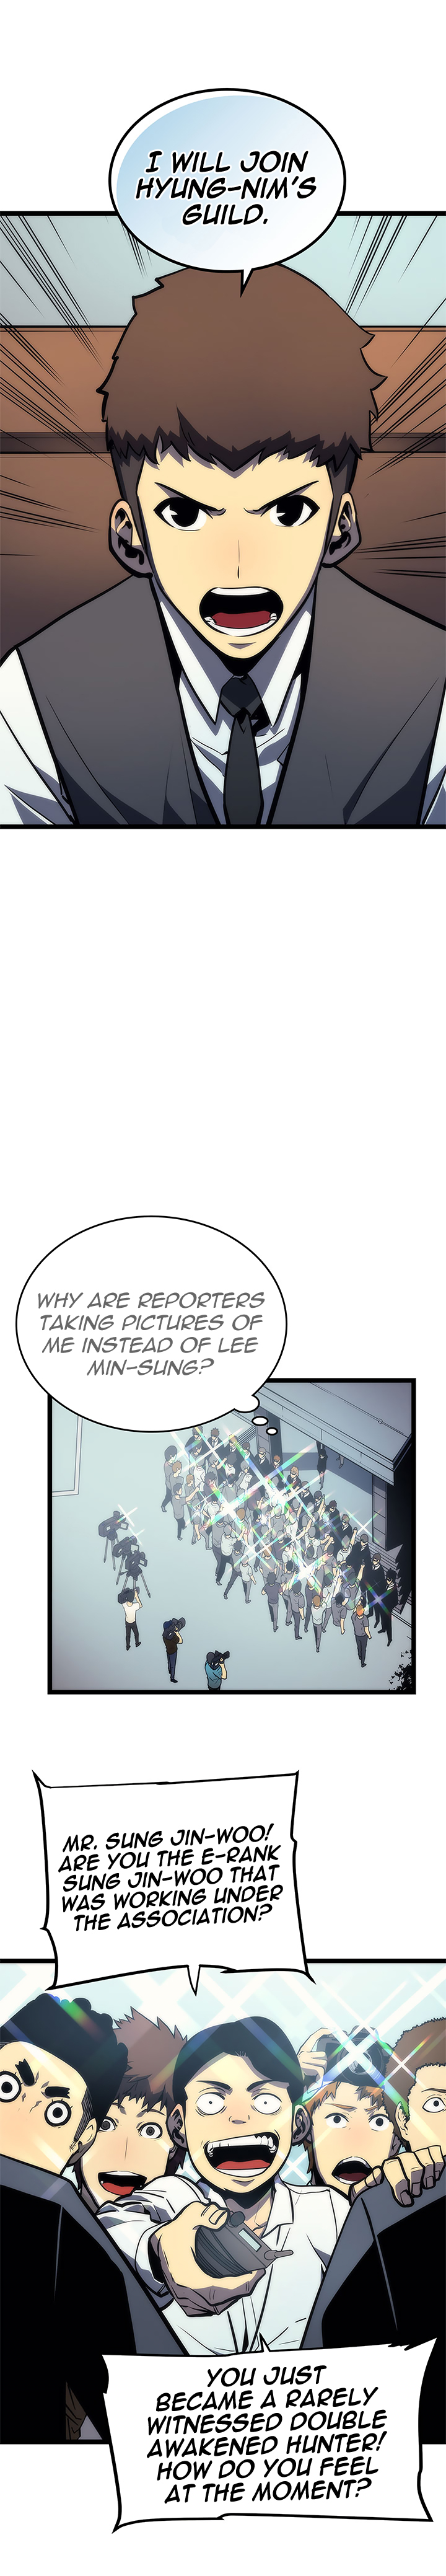 I WILL JOIN
HYUNG-NIM'S
GUILD.
WHY ARE REPORTERS
TAKING PICTURES OF
ME INSTEAD OF LEE
MIN-SUNG?
MR. SUNG JIN-WOO!
ARE YOU THE E-RANK
SUNG JIN-WOO THAT
WAS WORKING UNDER
THE ASSOCIATION?
YOU JUST
BECAME A RARELY
WITNESSED DOUBLE
AWAKENED HUNTER!
HOW DO YOU FEEL
AT THE MOMENT?